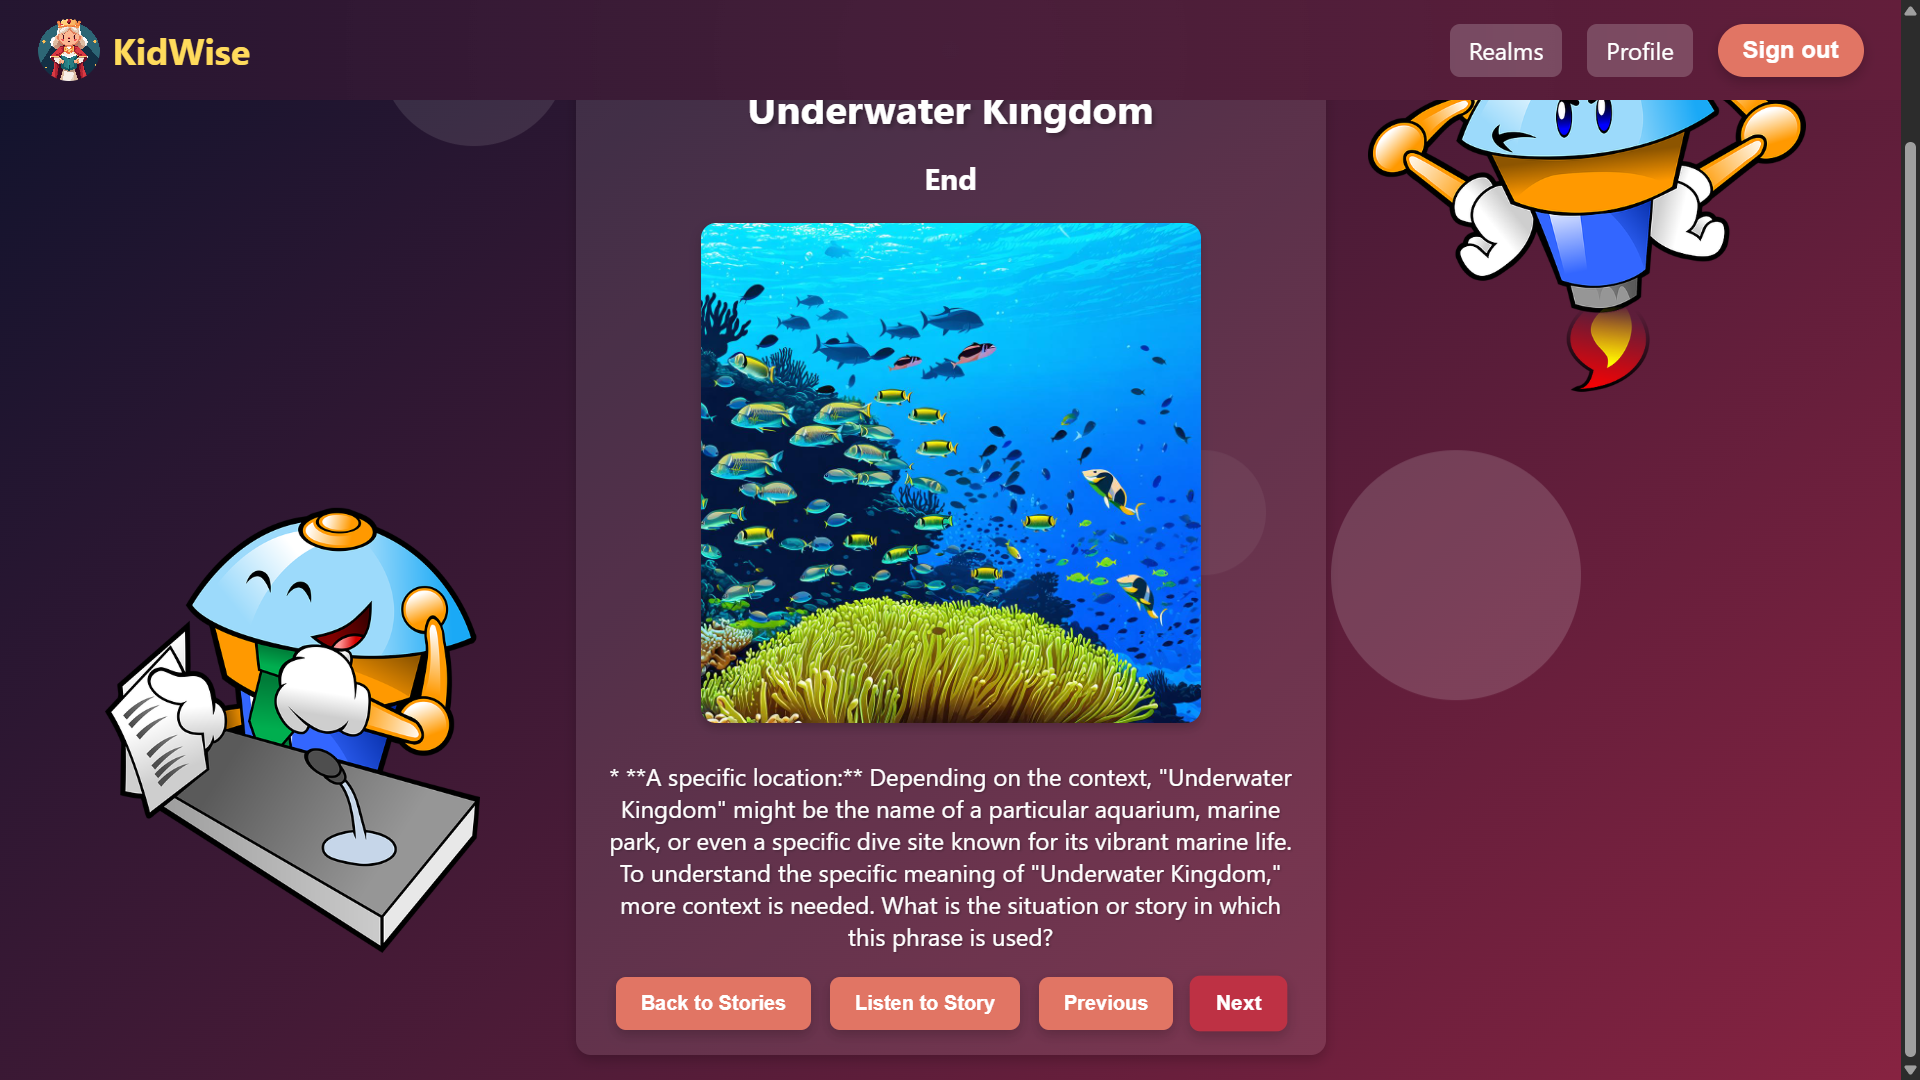 KidWise
Realms
Profile
Sign out
Underwater Kingdom
End
* **A specific location:** Depending on the context, "Underwater
Kingdom" might be the name of a particular aquarium, marine
park, or even a specific dive site known for its vibrant marine life.
To understand the specific meaning of "Underwater Kingdom,"
more context is needed. What is the situation or story in which
this phrase is used?
Back to Stories
Listen to Story
Previous
Next